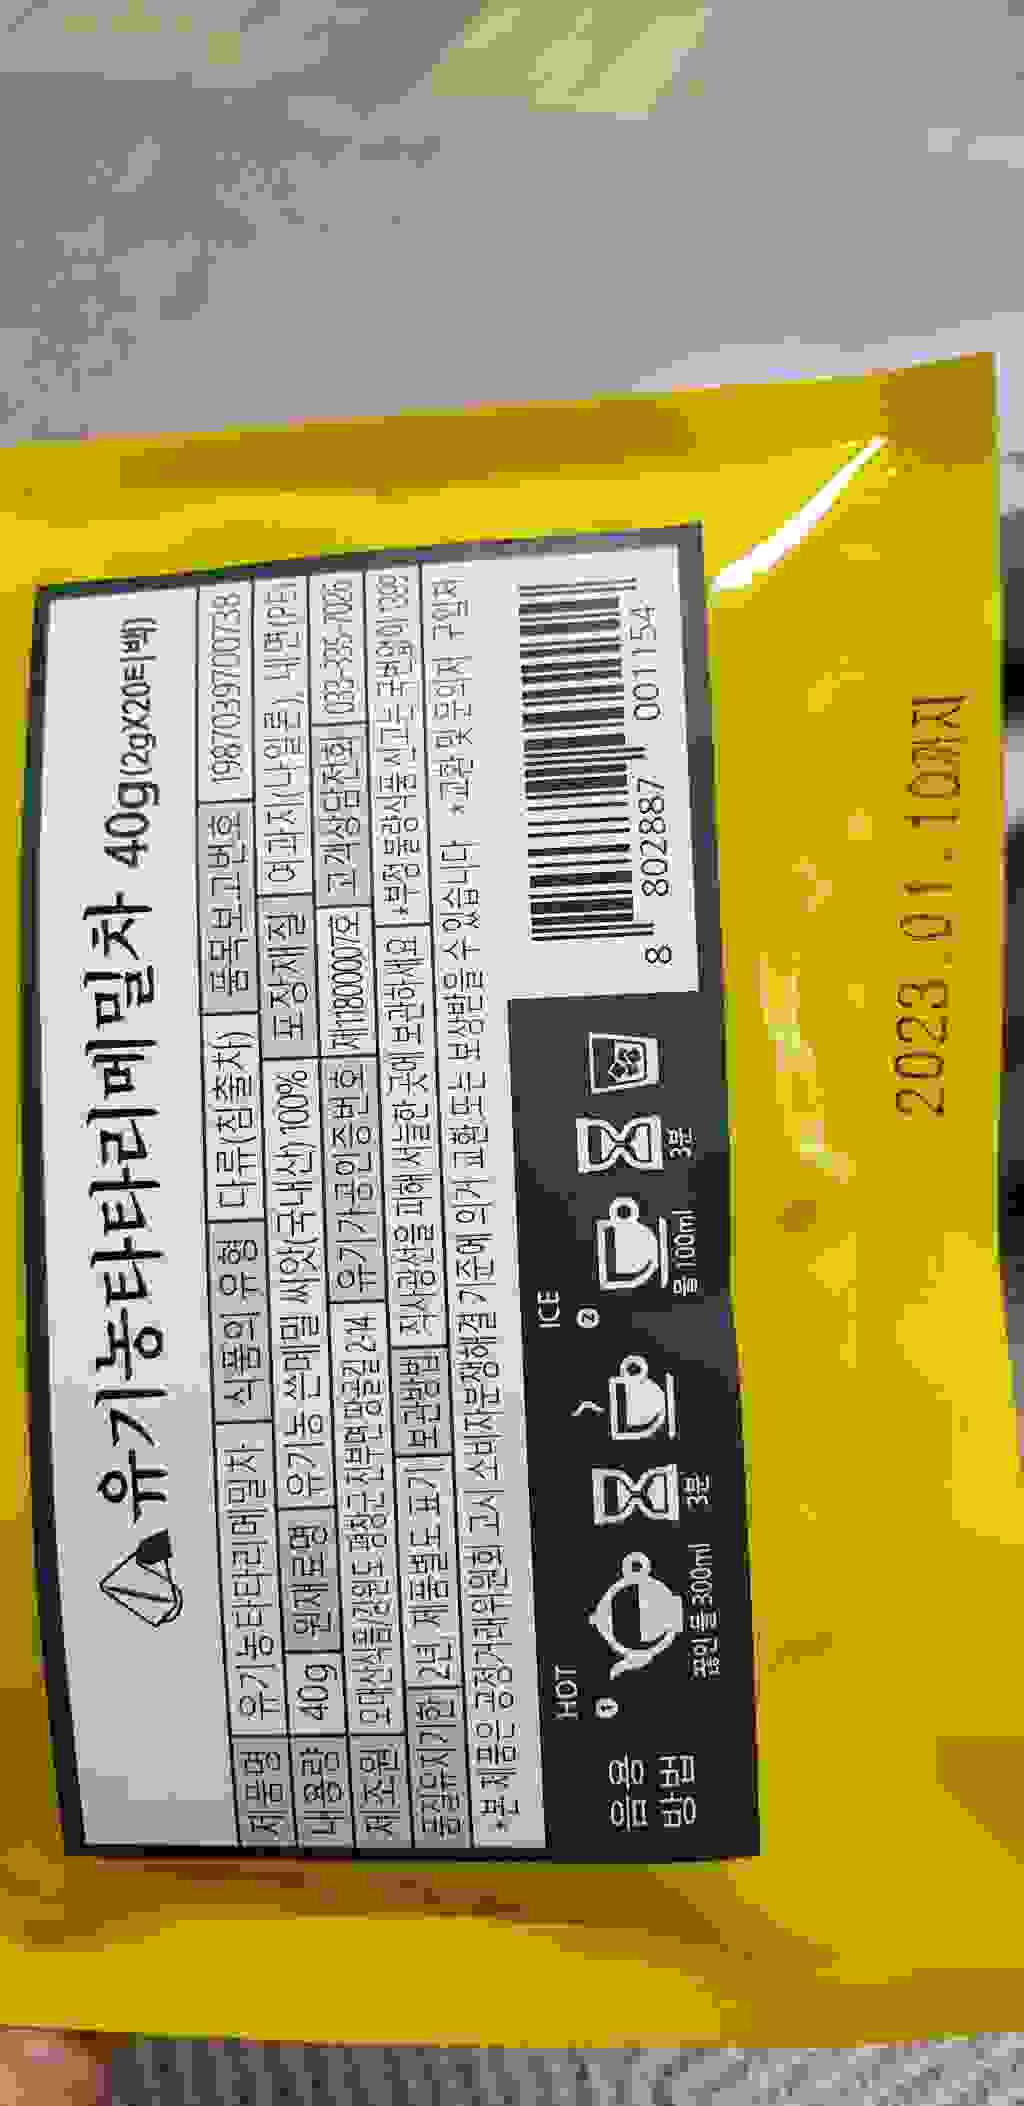 유기농타타리메밀차 40g(2gX20티백)
제품명 유기농타타리메밀차 식품의 유형 다류(침출차) 품목보고번호 1987039700738
내용량 40g 원재료명 유기농 쓴메밀 씨앗(국내산) 100% 포장재질 여과지(나일론), 내면(PE)
제조원 오대산식품/강원도 평창군 진부면 경강로 유기가공인증번호 제11800007호 고객상담전화 033-335-7026
품질유지기한 2년 제품별도 표기 보관방법 직사광선을 피해 서늘한 곳에 보관하세요 *부정불량식품신고는 국번없이 1399
*본 제품은 공정거래위원회 고시 소비자분쟁해결 기준에 의거 교환 또는 보상받을 수 있습니다 *교환 및 문의처 구입처
음용
방법
HOT
1
끓인 물 300ml
3분
ICE
2
물 100ml
3분
8 802887 001154
2023.01.10까지